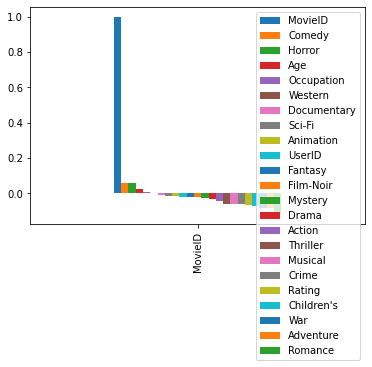 1.0
0.8
0.6
0.4
0.2
0.0
MovieID
MovieID
Comedy
Horror
Age
Occupation
Western
Documentary
Sci-Fi
Animation
UserID
Fantasy
Film-Noir
Mystery
Drama
Action
Thriller
Musical
Crime
Rating
Children's
War
Adventure
Romance